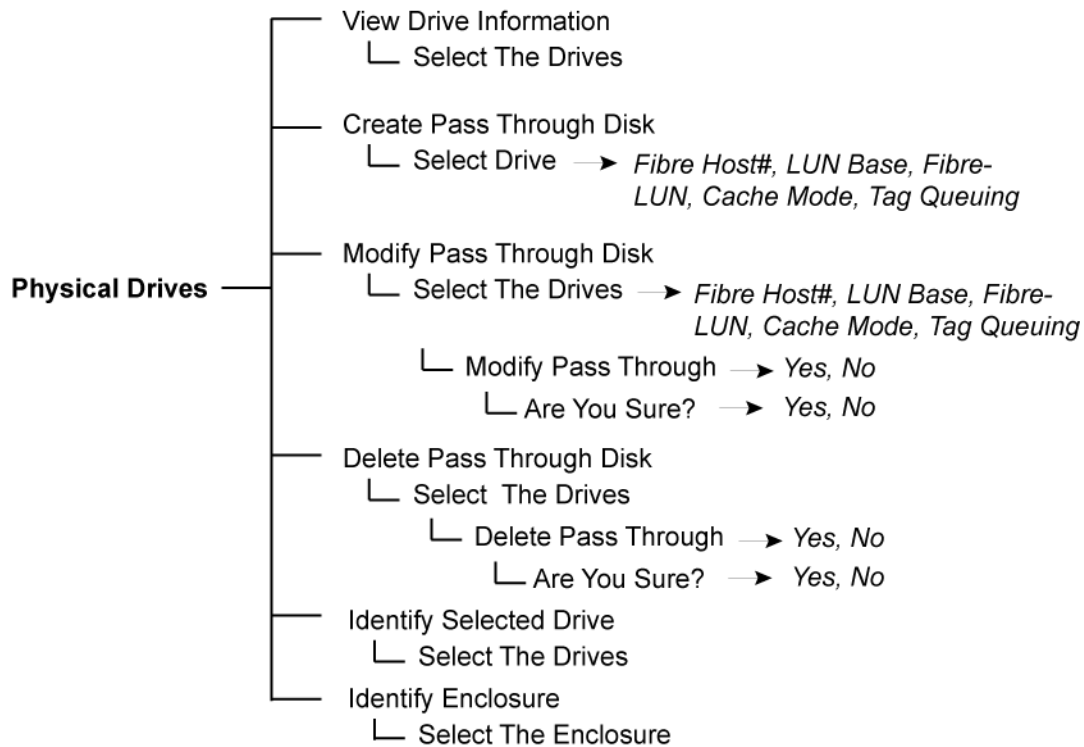 View Drive Information
Select The Drives
Create Pass Through Disk
Select Drive
Fibre Host#, LUN Base, Fibre-
LUN, Cache Mode, Tag Queuing
Modify Pass Through Disk
Physical Drives
Select The Drives
Fibre Host#, LUN Base, Fibre-
LUN, Cache Mode, Tag Queuing
Modify Pass Through
Yes, No
Are You Sure?
Yes, No
Delete Pass Through Disk
Select The Drives
Delete Pass Through
Yes, No
Are You Sure?
Yes, No
Identify Selected Drive
Select The Drives
Identify Enclosure
Select The Enclosure